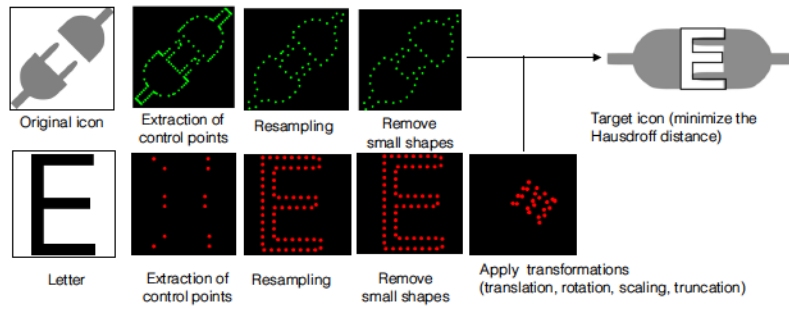 Original icon
Extraction of
control points
Resampling
Remove
small shapes
E
Target icon (minimize the
Hausdroff distance)
E
Letter
Extraction of
control points
Resampling
Remove
small shapes
Apply transformations
(translation, rotation, scaling, truncation)